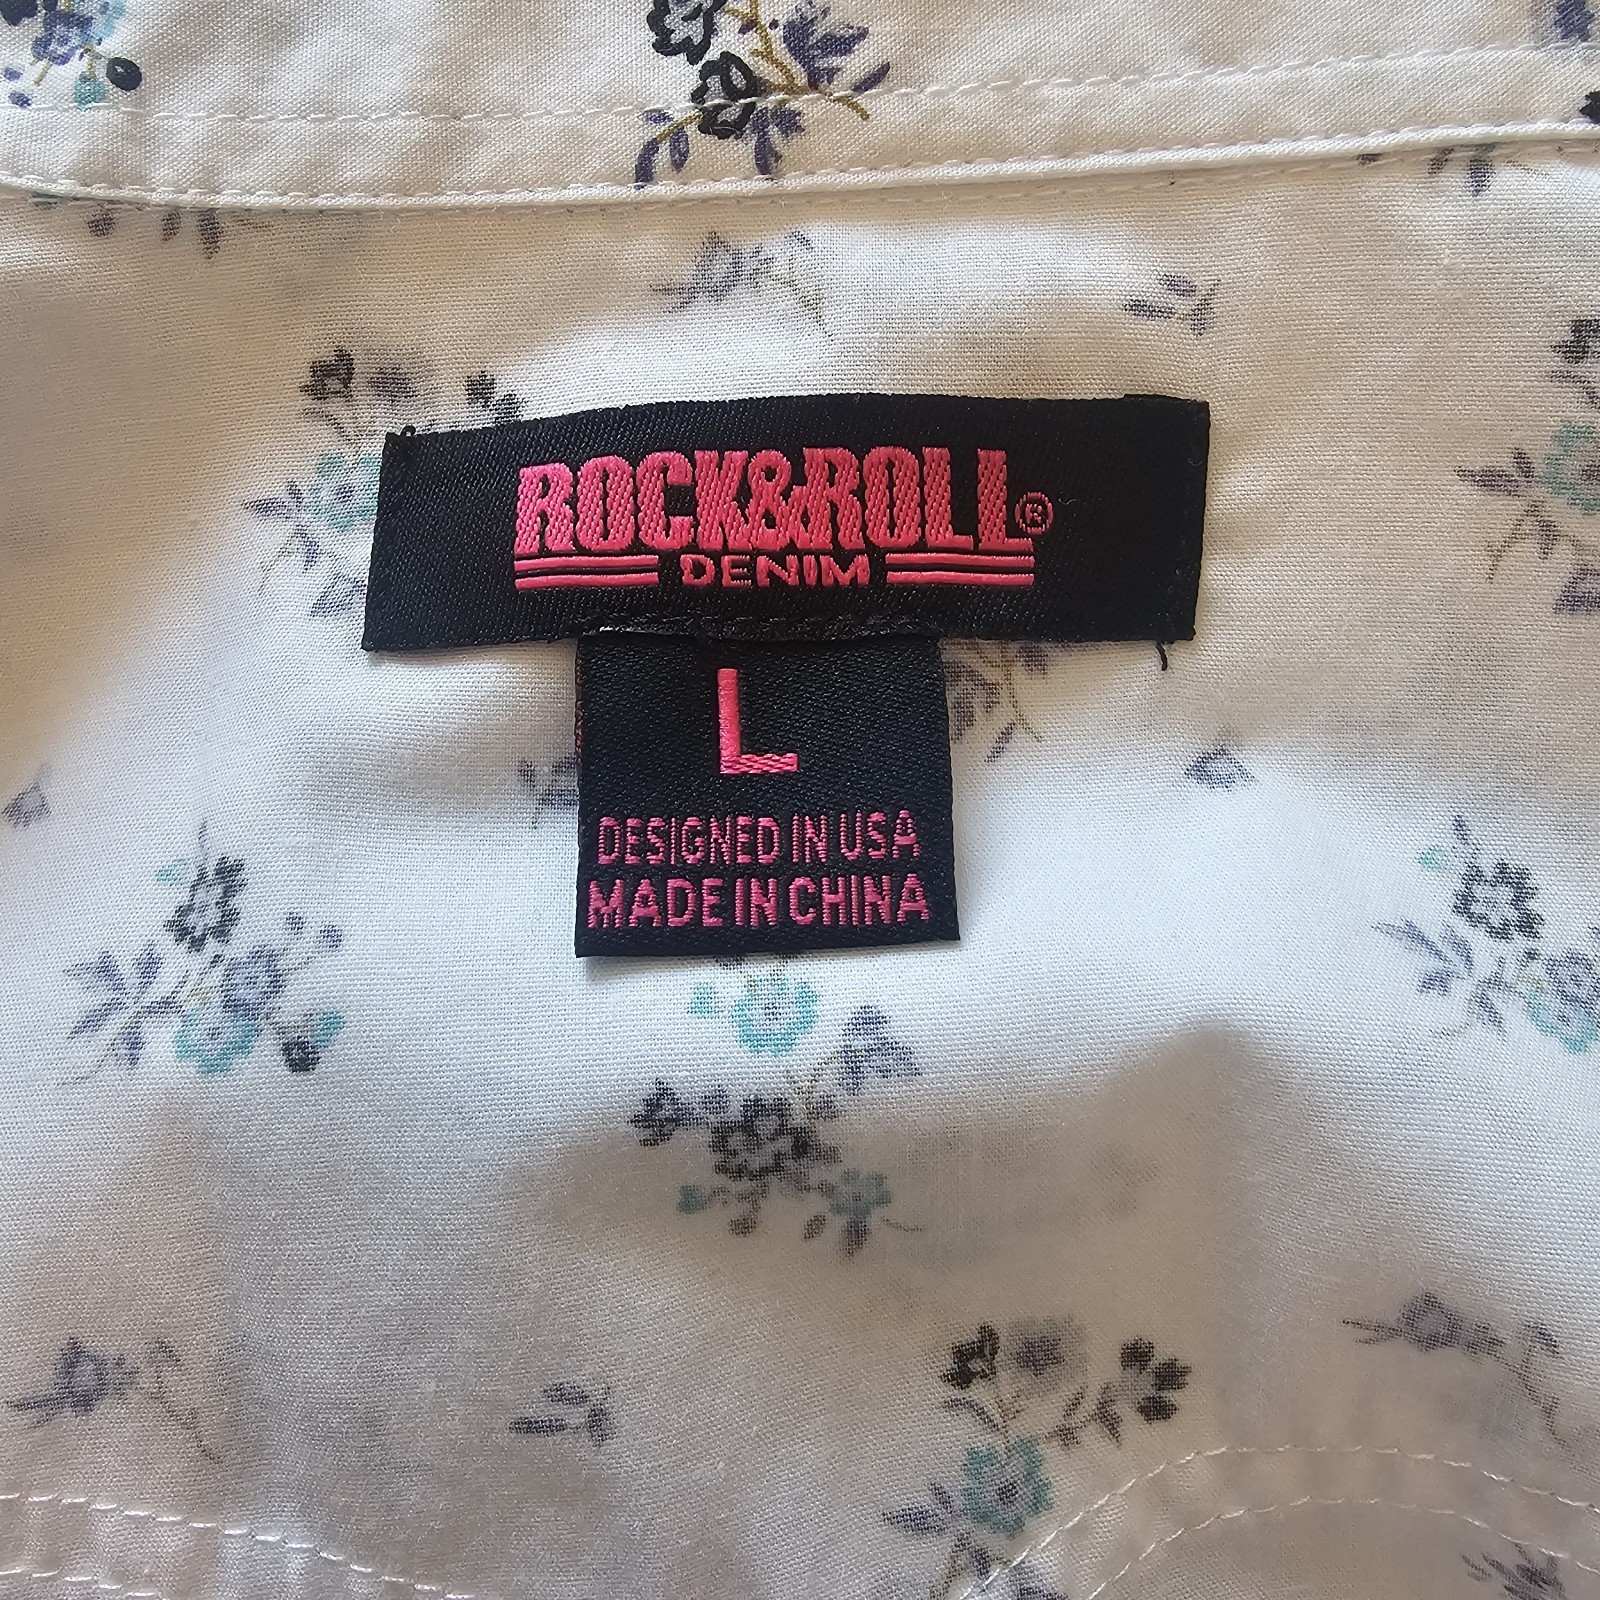 ROCK&ROLL®
DENIM
L
DESIGNED IN USA
MADE IN CHINA